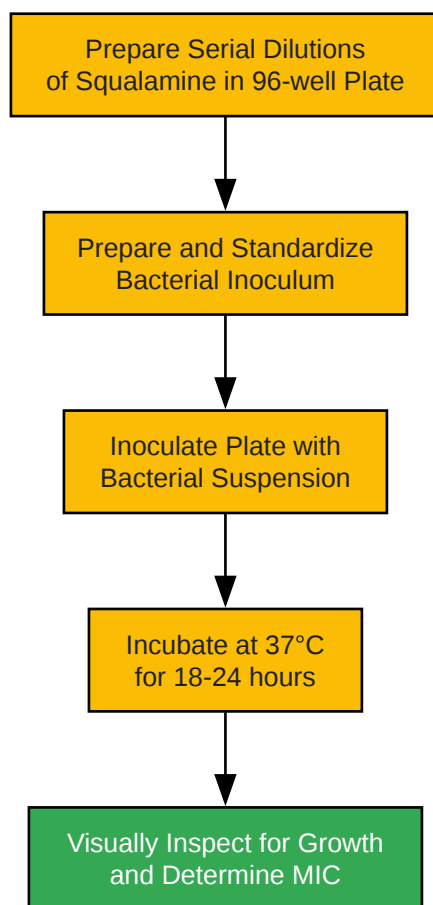 Prepare Serial Dilutions
of Squalamine in 96-well Plate
Prepare and Standardize
Bacterial Inoculum
Inoculate Plate with
Bacterial Suspension
Incubate at 37°C
for 18-24 hours
Visually Inspect for Growth
and Determine MIC